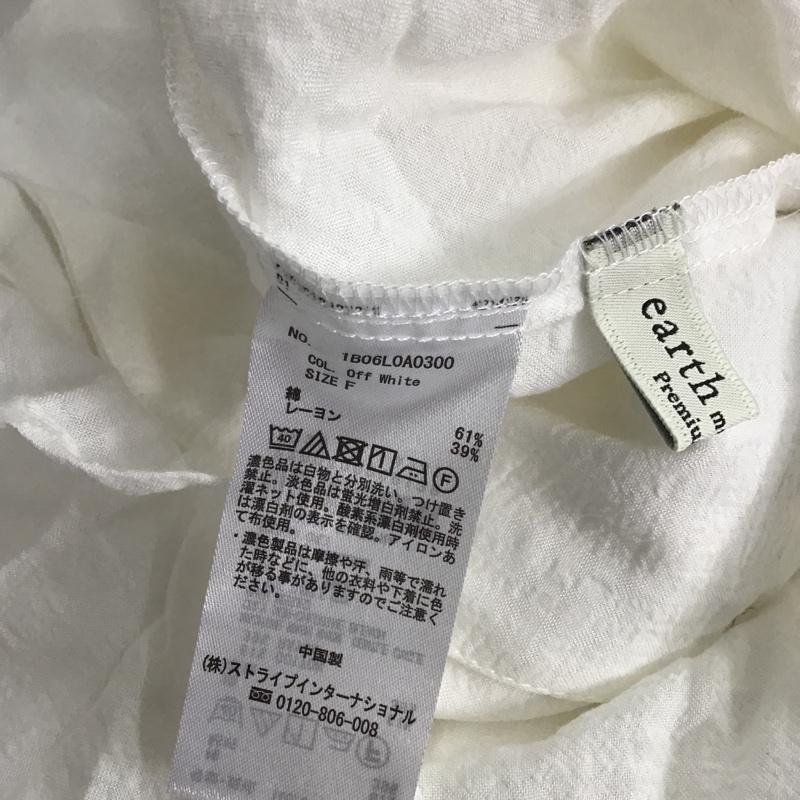 NO. 1B06L0A0300
COL. Off White
SIZE F
綿 61%
レーヨン 39%
40
F
濃色品は白物と分別洗い。つけ置き
禁止。淡色品は蛍光増白剤禁止。洗
濯ネット使用。酸素系漂白剤使用時
は漂白剤の表示を確認。アイロンあ
て布使用。
・濃色製品は摩擦や汗、雨等で濡れ
た時などに、他の衣料や下着に色
が移る事がありますのでご注意く
ださい。
中国製
(株)ストライプインターナショナル
0120-806-008
earth